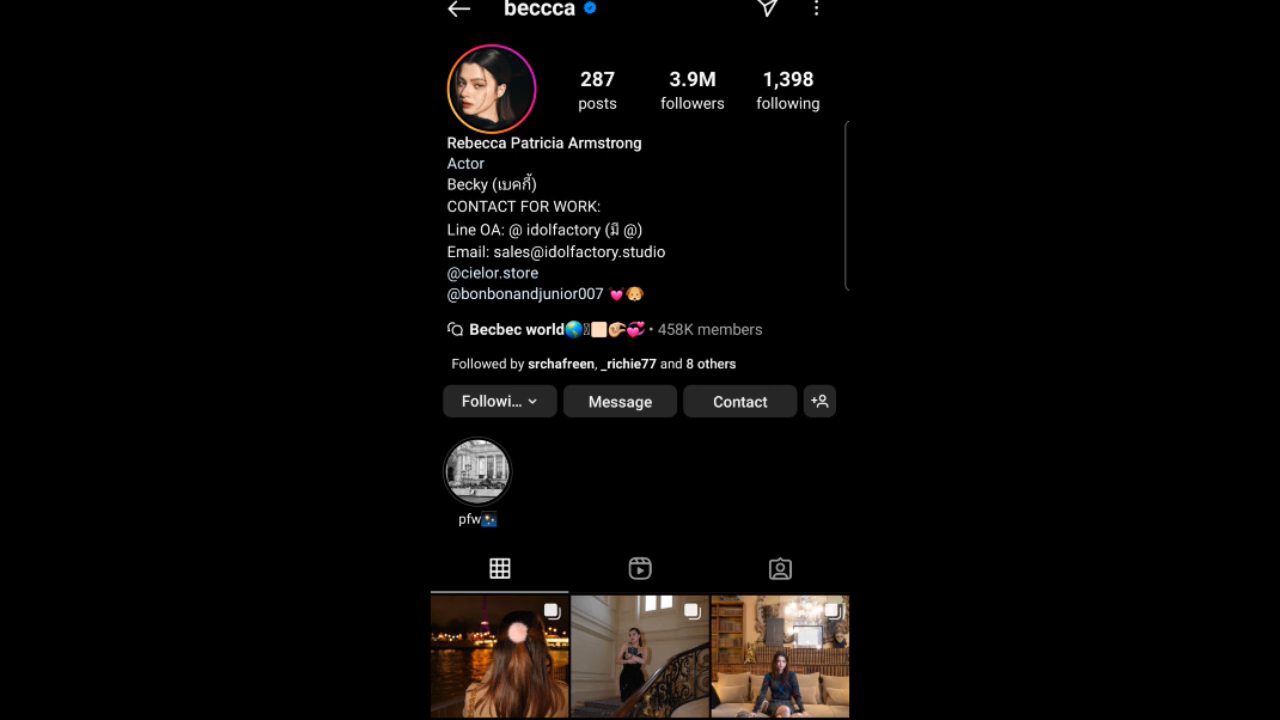 beccca
287 3.9M 1,398
posts followers following
Rebecca Patricia Armstrong
Actor
Becky (เบคกี้)
CONTACT FOR WORK:
Line OA: @ idolfactory (มี @)
Email: sales@idolfactory.studio
@cielor.store
@bonbonandjunior007 💓🐶
Becbec world🌏🏼🤏🏼💞 • 458K members
Followed by srchafreen, _richie77 and 8 others
Followi... Message Contact
pfw🎇